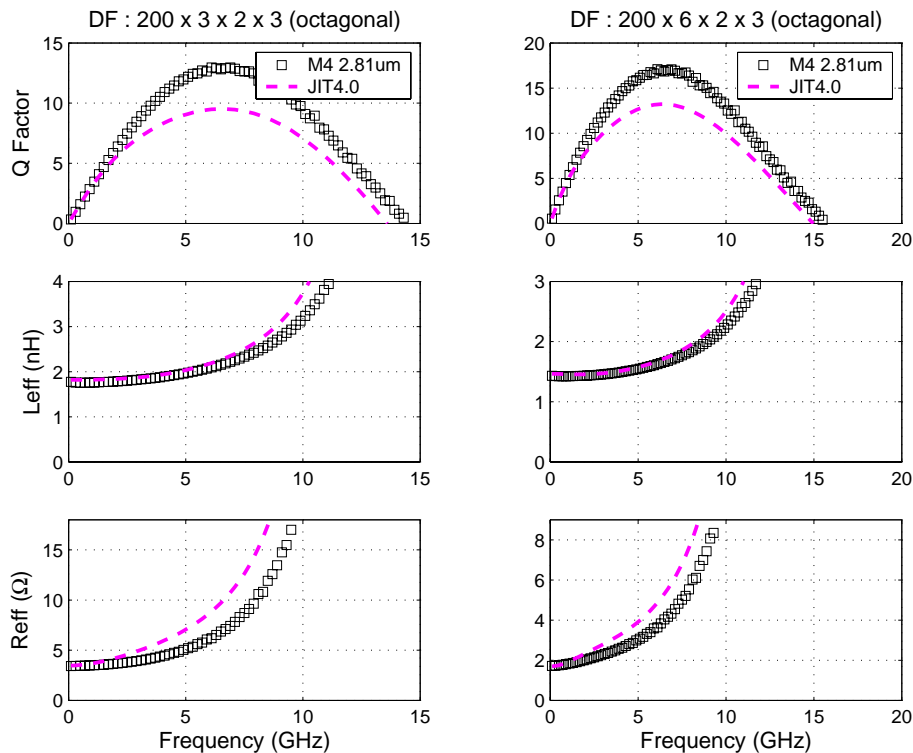 DF : 200 x 3 x 2 x 3 (octagonal)
15
10
5
0
Q Factor
M4 2.81um
JIT4.0
0 5 10 15
DF : 200 x 6 x 2 x 3 (octagonal)
20
15
10
5
0
M4 2.81um
JIT4.0
0 5 10 15 20
4
3
2
1
0
Leff (nH)
0 5 10 15
3
2
1
0
0 5 10 15 20
15
10
5
0
Reff (Ω)
0 5 10 15
Frequency (GHz)
8
6
4
2
0
0 5 10 15 20
Frequency (GHz)